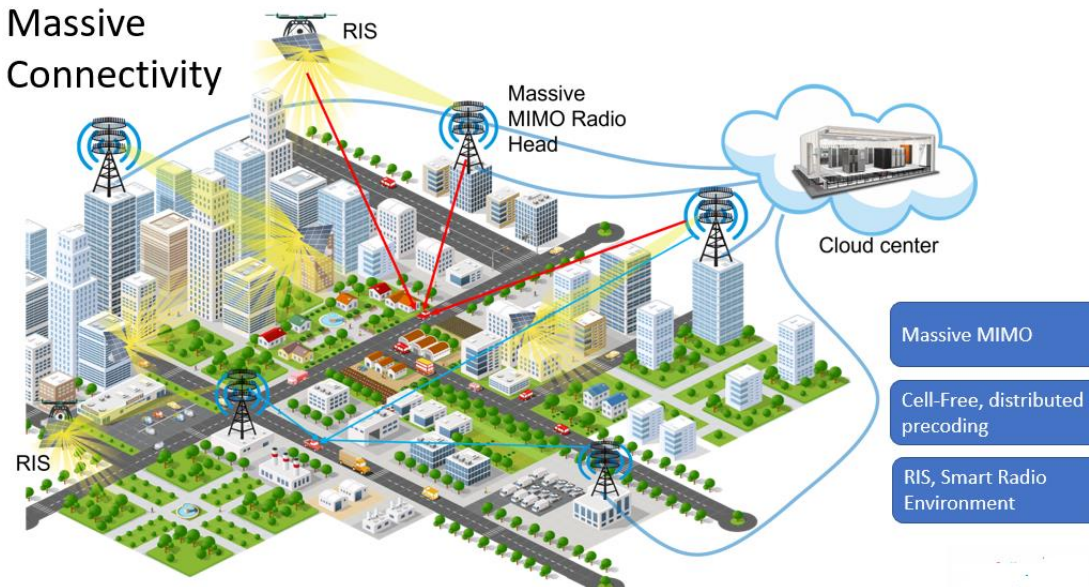 Massive
Connectivity
RIS
Massive
MIMO Radio
Head
Cloud center
Massive MIMO
Cell-Free, distributed
precoding
RIS, Smart Radio
Environment
RIS